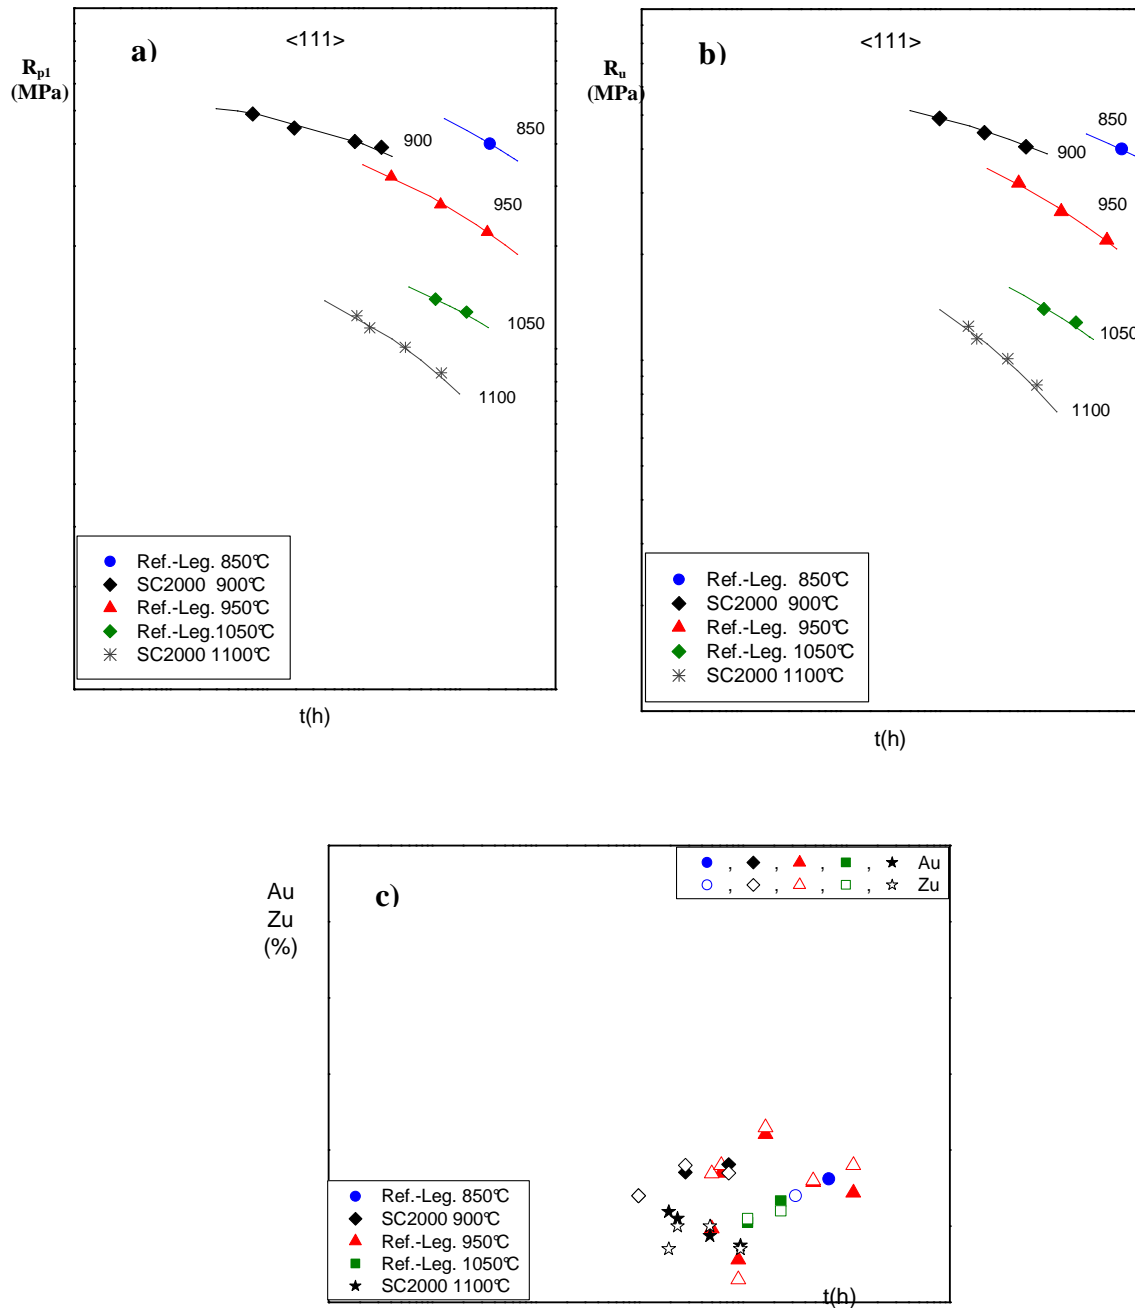 a)
<111>
R_p1
(MPa)
850
900
950
1050
1100
Ref.-Leg. 850°C
SC2000 900°C
Ref.-Leg. 950°C
Ref.-Leg.1050°C
SC2000 1100°C
t(h)
b)
<111>
R_u
(MPa)
850
900
950
1050
1100
Ref.-Leg. 850°C
SC2000 900°C
Ref.-Leg. 950°C
Ref.-Leg. 1050°C
SC2000 1100°C
t(h)
c)
Au
Zu
(%)
, , , , Au
, , , , Zu
Ref.-Leg. 850°C
SC2000 900°C
Ref.-Leg. 950°C
Ref.-Leg. 1050°C
SC2000 1100°C
t(h)